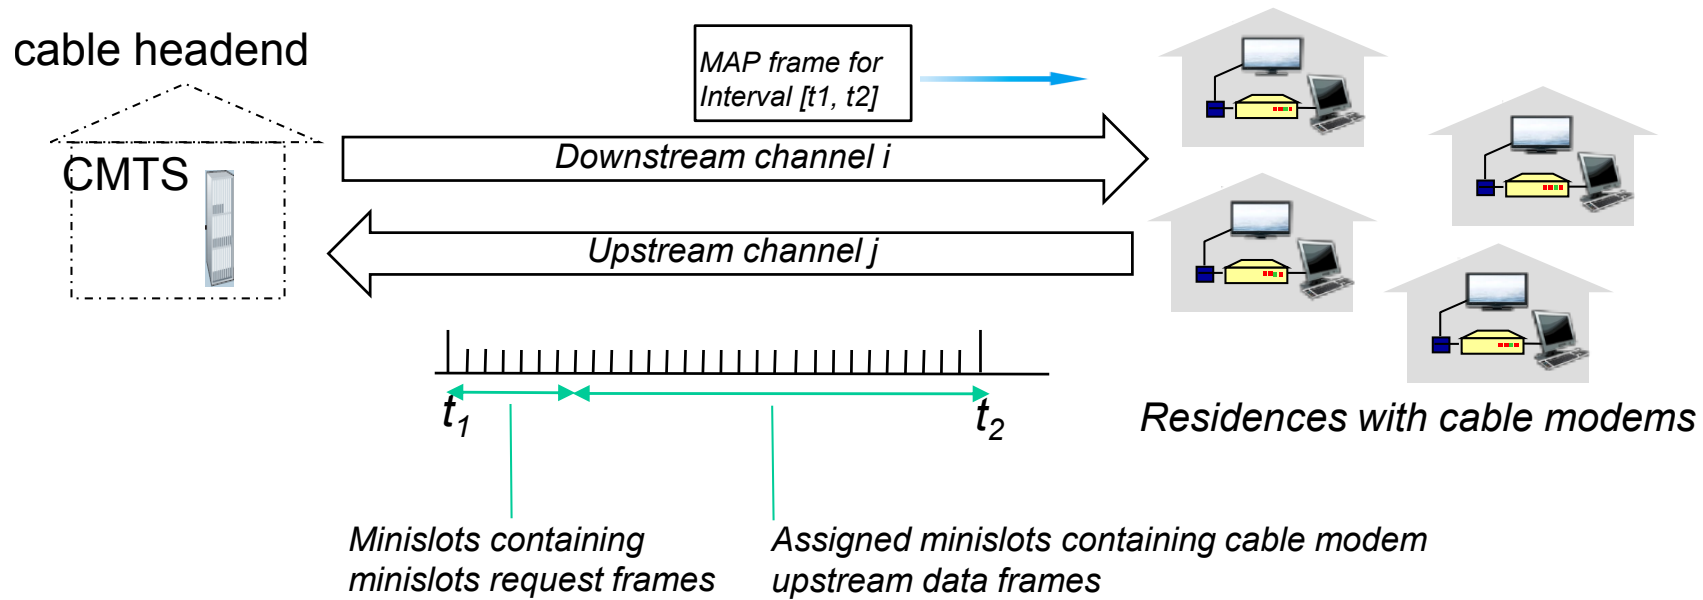 cable headend
MAP frame for
Interval [t1, t2]
CMTS
Downstream channel i
Upstream channel j
t1
t2
Residences with cable modems
Minislots containing
minislots request frames
Assigned minislots containing cable modem
upstream data frames